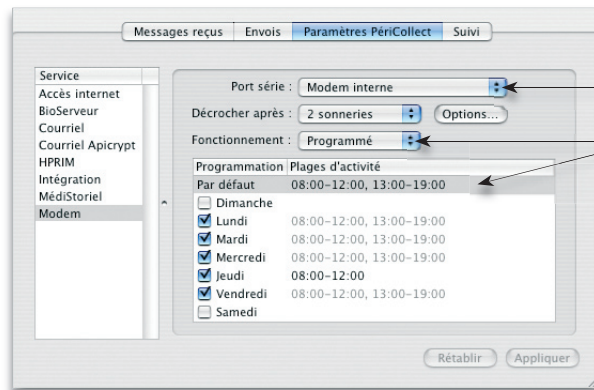 Messages reçus Envois Paramètres PériCollect Suivi
Service
Accès internet
BioServeur
Courriel
Courriel Apicrypt
HPRIM
Intégration
MédiStoriel
Modem
Port série : Modem interne
Décrocher après : 2 sonneries Options...
Fonctionnement : Programmé
Programmation Plages d'activité
Par défaut 08:00-12:00, 13:00-19:00
Dimanche
Lundi 08:00-12:00, 13:00-19:00
Mardi 08:00-12:00, 13:00-19:00
Mercredi 08:00-12:00, 13:00-19:00
Jeudi 08:00-12:00
Vendredi 08:00-12:00, 13:00-19:00
Samedi
Rétablir Appliquer